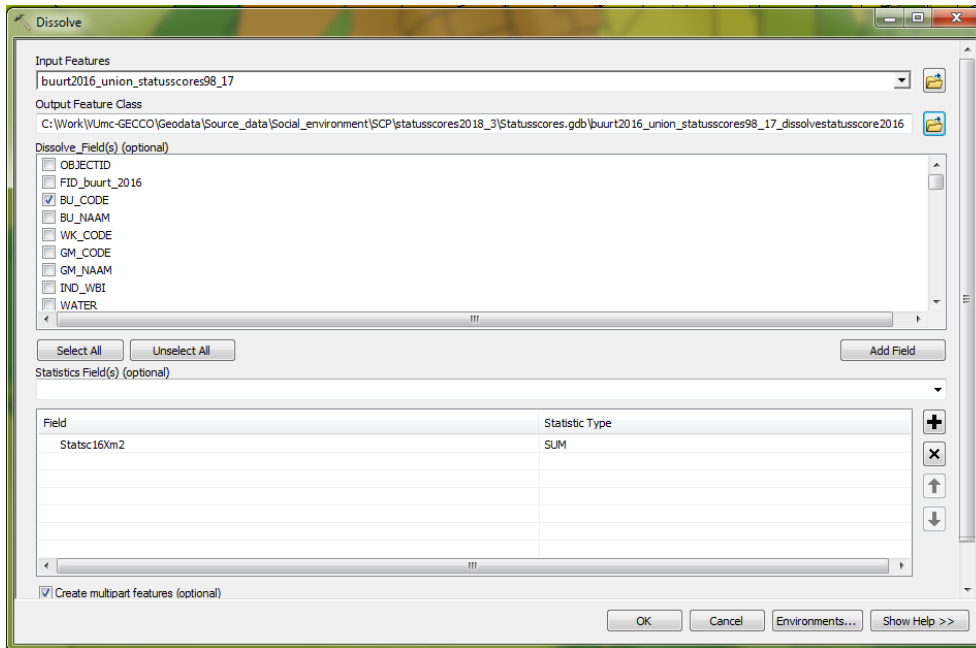 Dissolve
Input Features
buurt2016_union_statusscores98_17
Output Feature Class
C:\Work\VUmc-GECCO\Geodata\Source_data\Social_environment\SCP\statusscores2018_3\Statusscores.gdb\buurt2016_union_statusscores98_17_dissolvestatusscore2016
Dissolve_Field(s) (optional)
OBJECTID
FID_buurt_2016
BU_CODE
BU_NAAM
WK_CODE
GM_CODE
GM_NAAM
IND_WBI
WATER
Select All Unselect All Add Field
Statistics Field(s) (optional)
Field Statistic Type
Statsc16Xm2 SUM
Create multipart features (optional)
OK Cancel Environments... Show Help >>